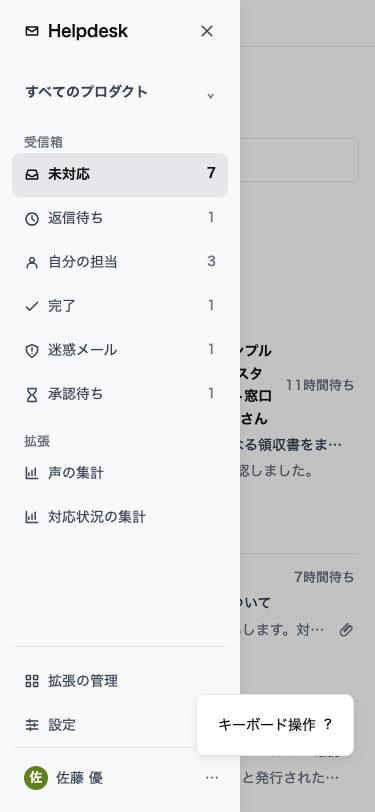 Helpdesk
すべてのプロダクト
受信箱
未対応 7
返信待ち 1
自分の担当 3
完了 1
迷惑メール 1
承認待ち 1
拡張
声の集計
対応状況の集計
拡張の管理
設定
佐 佐藤 優 …
ンプル
スタ
ト窓口
さん
11時間待ち
なる領収書をま…
認しました。
7時間待ち
ついて
します。対…
キーボード操作 ?
と発行された…